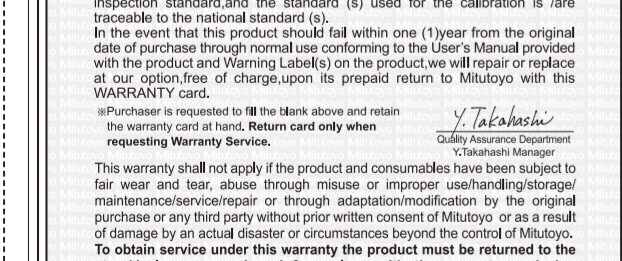 inspection standard,and the standard (s) used for the calibration is /are
traceable to the national standard (s).
In the event that this product should fail within one (1)year from the original
date of purchase through normal use conforming to the User's Manual provided
with the product and Warning Label(s) on the product,we will repair or replace
at our option,free of charge,upon its prepaid return to Mitutoyo with this
WARRANTY card.
※Purchaser is requested to fill the blank above and retain
the warranty card at hand. Return card only when
requesting Warranty Service.
Y. Takahashi
Quality Assurance Department
Y.Takahashi Manager
This warranty shall not apply if the product and consumables have been subject to
fair wear and tear, abuse through misuse or improper use/handling/storage/
maintenance/service/repair or through adaptation/modification by the original
purchase or any third party without prior written consent of Mitutoyo or as a result
of damage by an actual disaster or circumstances beyond the control of Mitutoyo.
To obtain service under this warranty the product must be returned to the